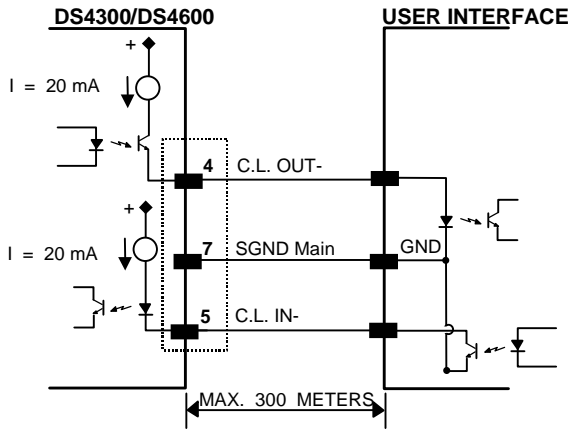 DS4300/DS4600 USER INTERFACE
+
I = 20 mA
4 C.L. OUT-
+
I = 20 mA
7 SGND Main GND
5 C.L. IN-
MAX. 300 METERS